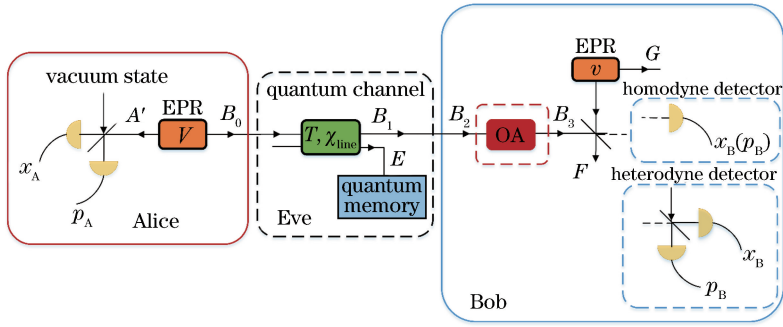 vacuum state
A′
EPR
V
B₀
x_A
p_A
Alice
quantum channel
T, χ_line
B₁
E
quantum memory
Eve
B₂
OA
B₃
EPR
v
G
F
homodyne detector
x_B(p_B)
heterodyne detector
x_B
p_B
Bob